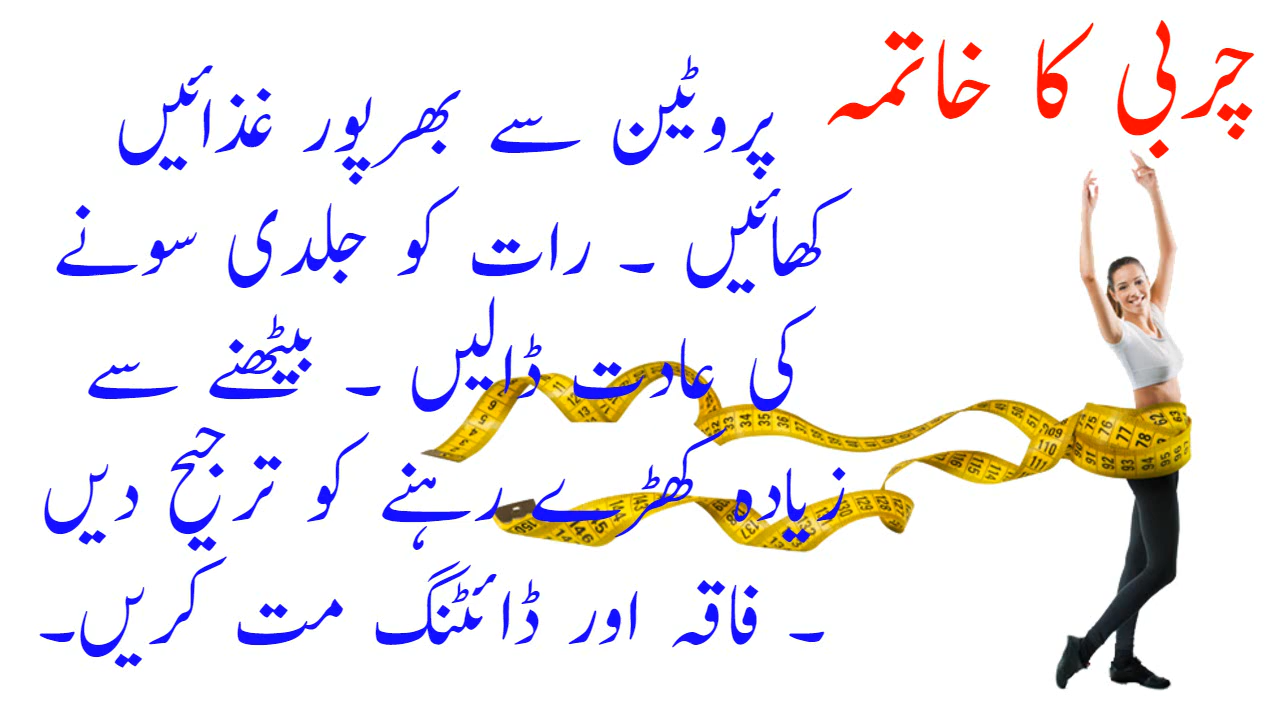 چربی کا خاتمہ
پروٹین سے بھرپور غذائیں
کھائیں ۔ رات کو جلدی سونے
کی عادت ڈالیں ۔ بیٹھنے سے
زیادہ کھڑے رہنے کو ترجیح دیں
۔ فاقہ اور ڈائٹنگ مت کریں۔